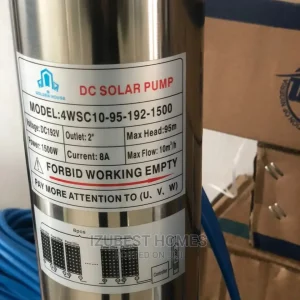 DC SOLAR PUMP
MODEL:4WSC10-95-192-1500
Voltage: DC192V Outlet: 2" Max Head: 95m
Power: 1500W Current: 8A Max Flow: 10m³/h
FORBID WORKING EMPTY
PAY MORE ATTENTION TO (U. V. W)
IZUBEST HOMES